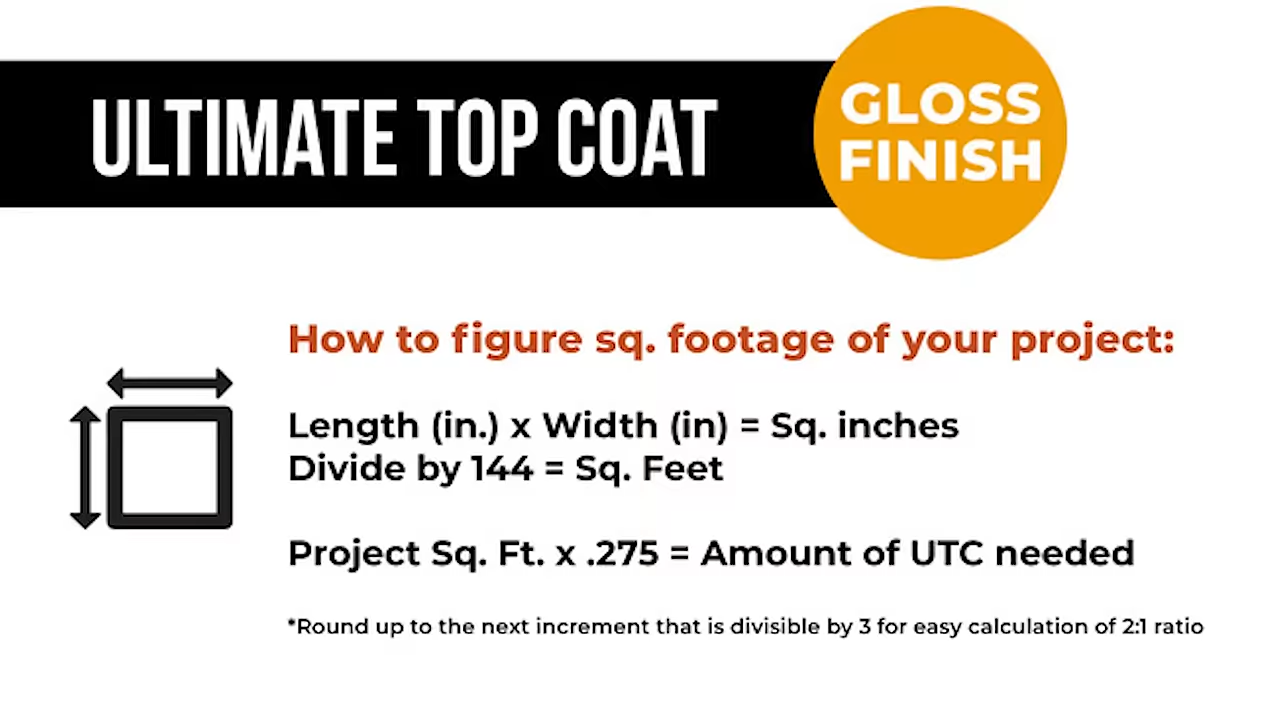 ULTIMATE TOP COAT
GLOSS
FINISH
How to figure sq. footage of your project:
Length (in.) x Width (in) = Sq. inches
Divide by 144 = Sq. Feet
Project Sq. Ft. x .275 = Amount of UTC needed
*Round up to the next increment that is divisible by 3 for easy calculation of 2:1 ratio